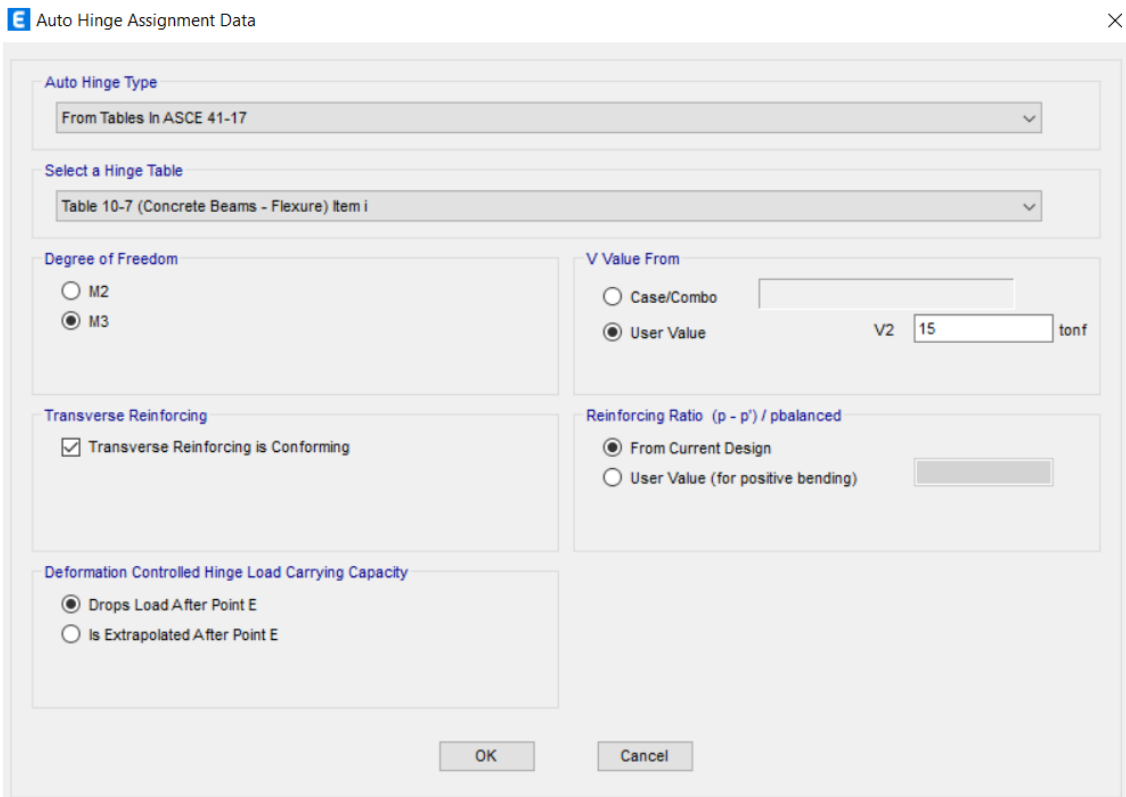 E Auto Hinge Assignment Data
Auto Hinge Type
From Tables In ASCE 41-17
Select a Hinge Table
Table 10-7 (Concrete Beams - Flexure) Item i
Degree of Freedom
M2
M3
V Value From
Case/Combo
User Value V2 15 tonf
Transverse Reinforcing
Transverse Reinforcing is Conforming
Reinforcing Ratio (p - p') / pbalanced
From Current Design
User Value (for positive bending)
Deformation Controlled Hinge Load Carrying Capacity
Drops Load After Point E
Is Extrapolated After Point E
OK Cancel